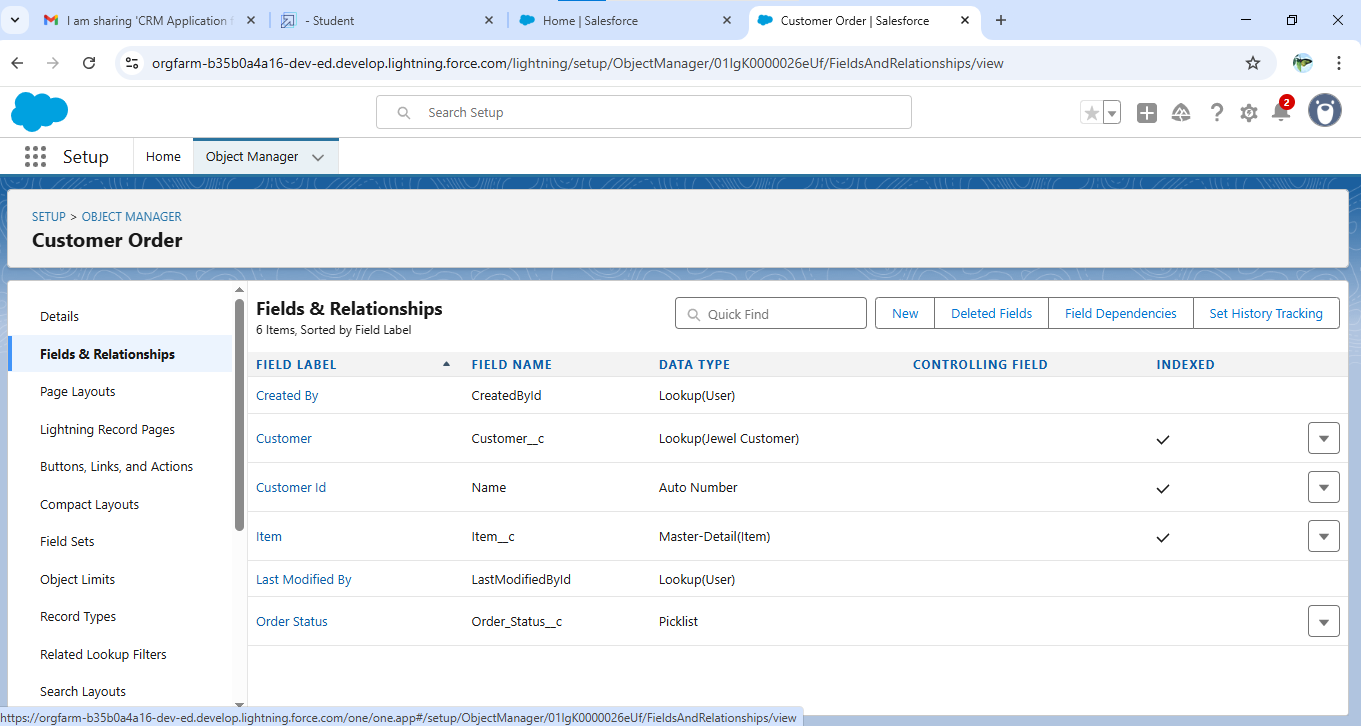 I am sharing 'CRM Application f
- Student
Home | Salesforce
Customer Order | Salesforce
orgfarm-b35b0a4a16-dev-ed.develop.lightning.force.com/lightning/setup/ObjectManager/01IgK0000026eUf/FieldsAndRelationships/view
Search Setup
2
Setup
Home
Object Manager
SETUP > OBJECT MANAGER
Customer Order
Details
Fields & Relationships
Page Layouts
Lightning Record Pages
Buttons, Links, and Actions
Compact Layouts
Field Sets
Object Limits
Record Types
Related Lookup Filters
Search Layouts
Fields & Relationships
6 Items, Sorted by Field Label
Quick Find
New
Deleted Fields
Field Dependencies
Set History Tracking
FIELD LABEL FIELD NAME DATA TYPE CONTROLLING FIELD INDEXED
Created By CreatedById Lookup(User)
Customer Customer__c Lookup(Jewel Customer)
Customer Id Name Auto Number
Item Item__c Master-Detail(Item)
Last Modified By LastModifiedById Lookup(User)
Order Status Order_Status__c Picklist
https://orgfarm-b35b0a4a16-dev-ed.develop.lightning.force.com/one/one.app#/setup/ObjectManager/01IgK0000026eUf/FieldsAndRelationships/view